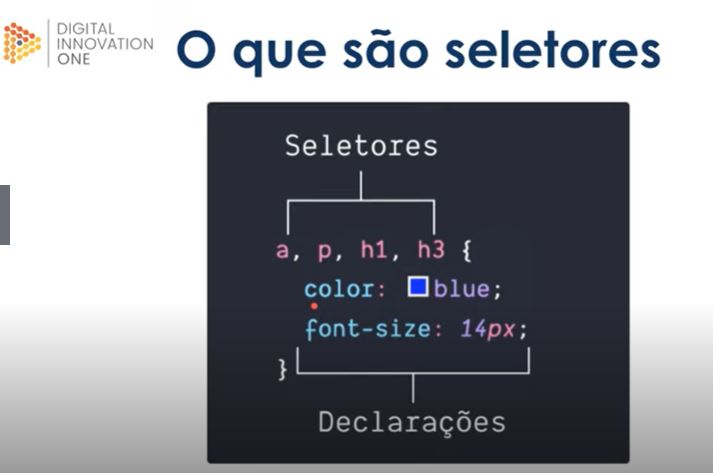 DIGITAL
INNOVATION
ONE
O que são seletores
Seletores
a, p, h1, h3 {
color: blue;
font-size: 14px;
}
Declarações